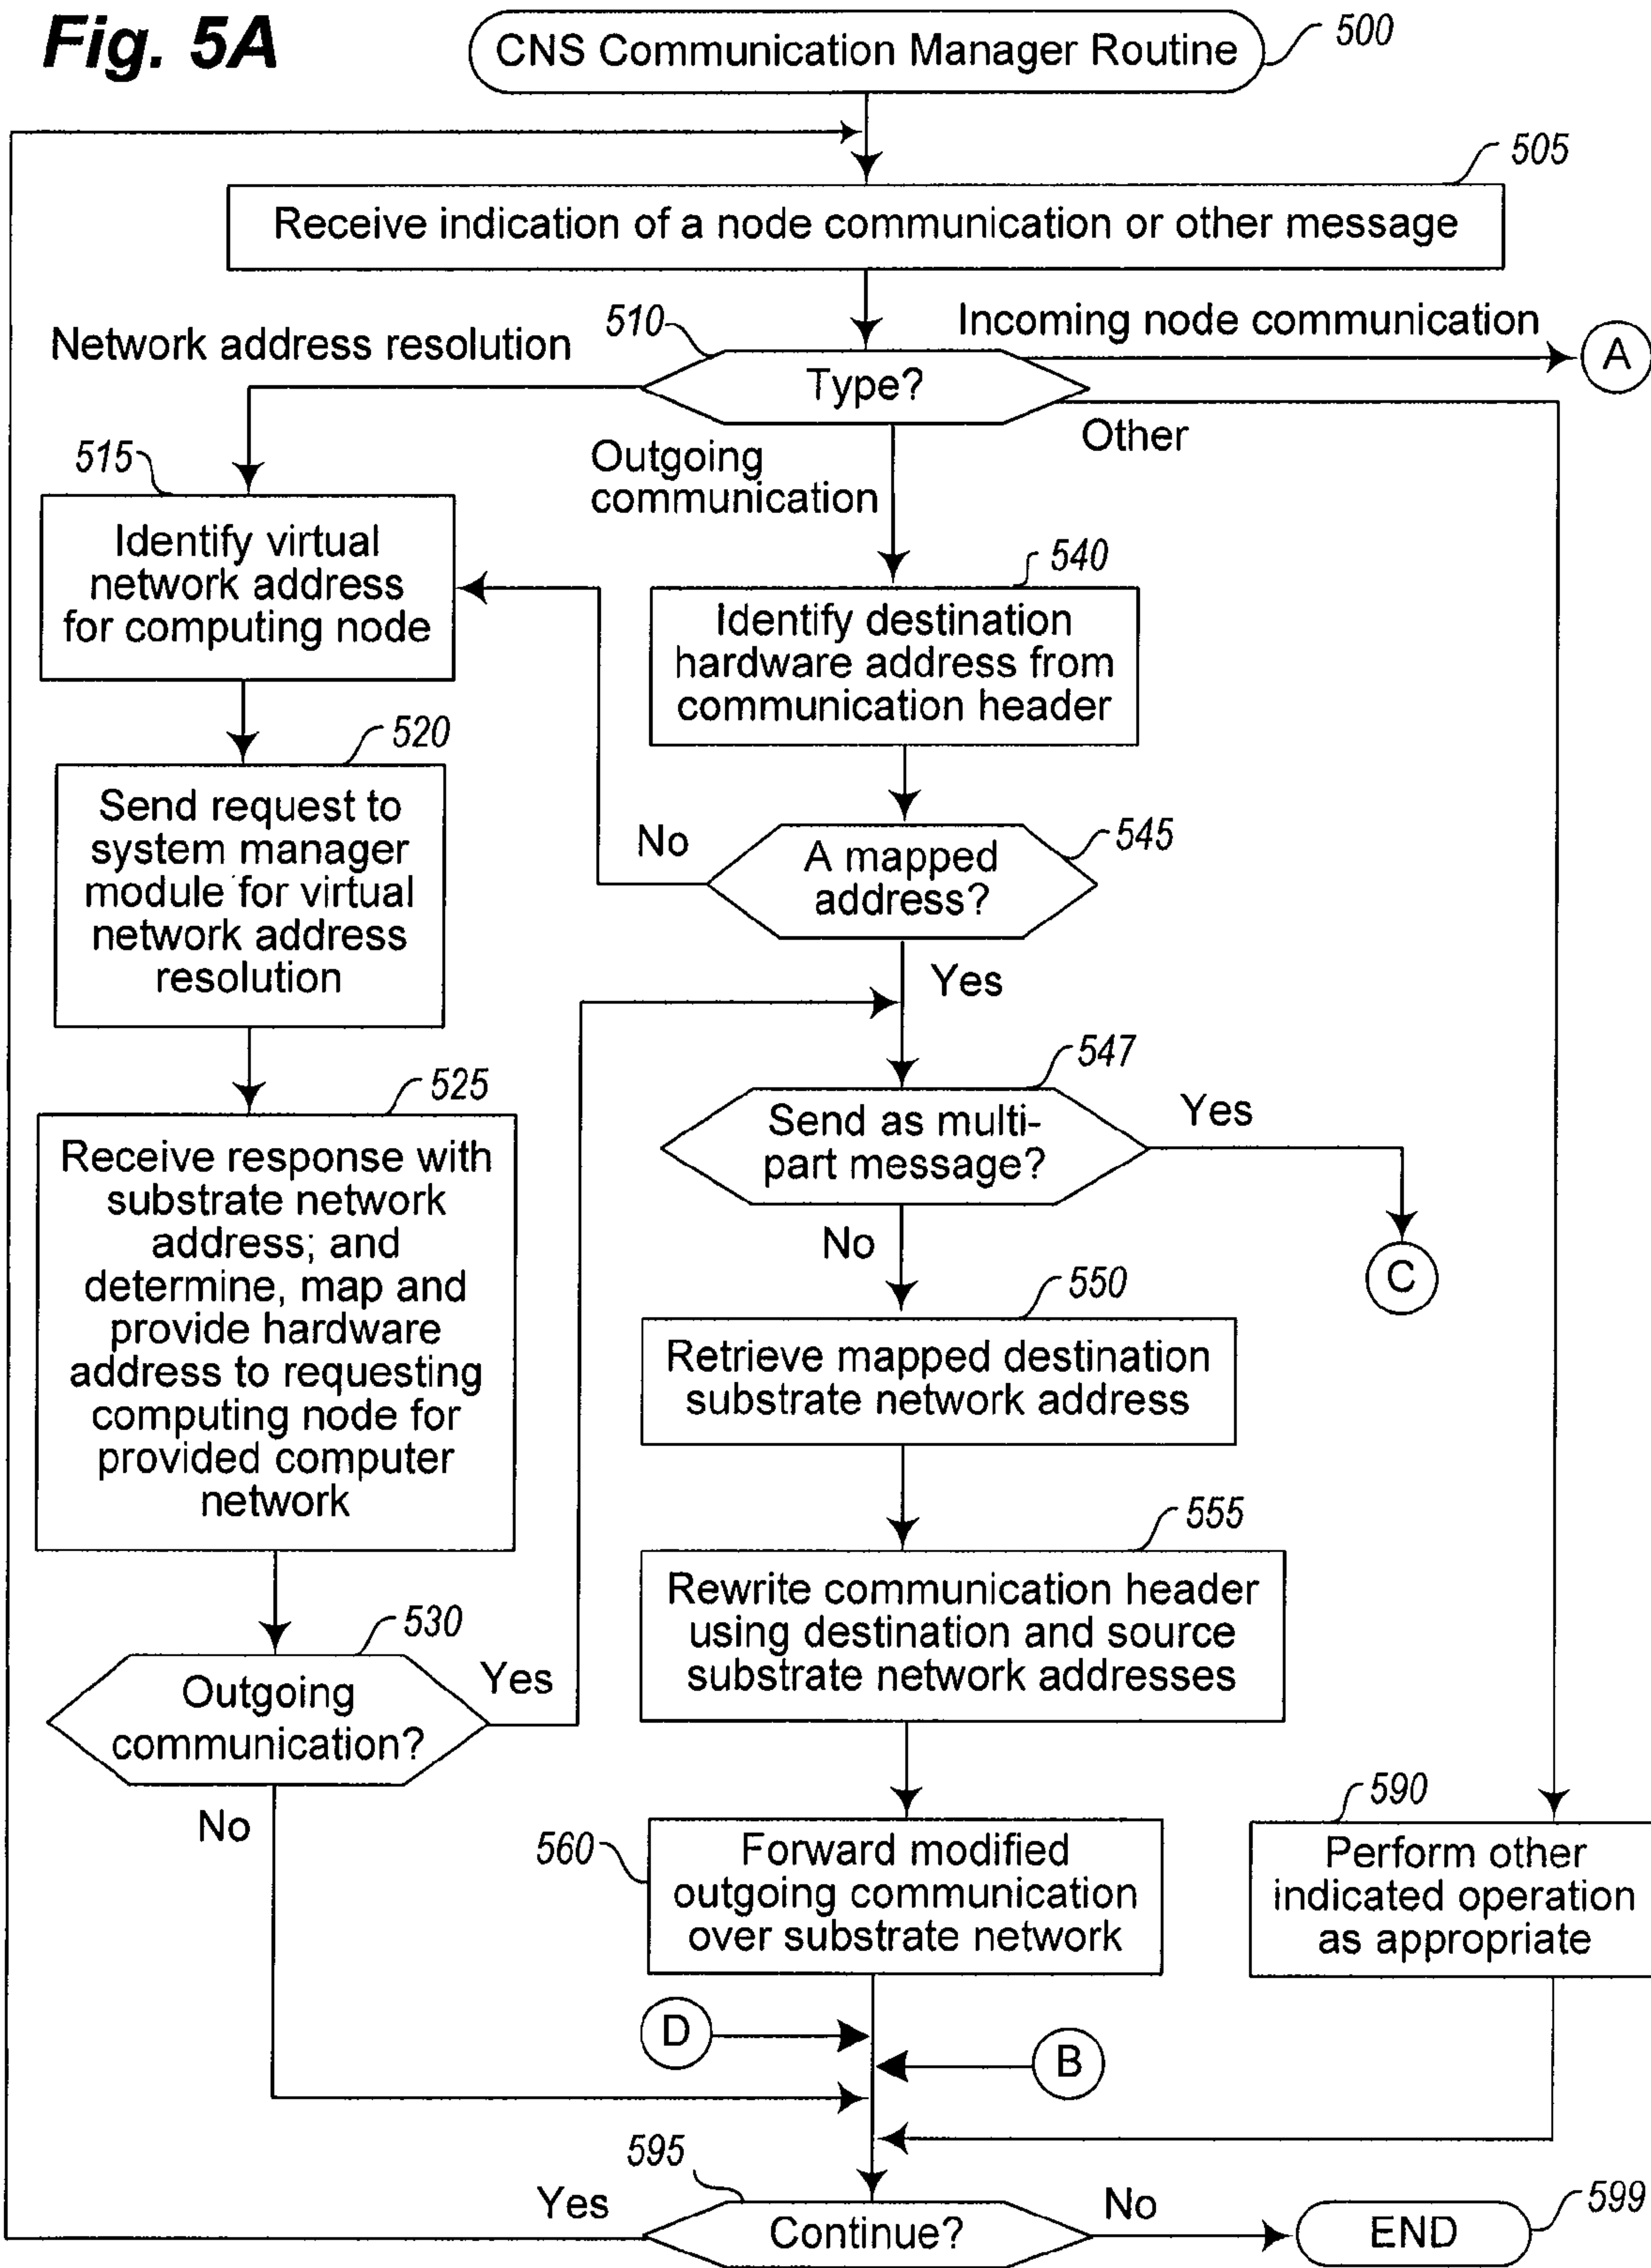 Fig. 5A
CNS Communication Manager Routine
500
505
Receive indication of a node communication or other message
510
Incoming node communication
A
Network address resolution
Type?
Other
Outgoing
communication
515
Identify virtual
network address
for computing node
540
Identify destination
hardware address from
communication header
520
Send request to
system manager
module for virtual
network address
resolution
No
A mapped
address?
545
Yes
547
Send as multi-
part message?
Yes
C
No
525
Receive response with
substrate network
address; and
determine, map and
provide hardware
address to requesting
computing node for
provided computer
network
550
Retrieve mapped destination
substrate network address
555
Rewrite communication header
using destination and source
substrate network addresses
530
Outgoing
communication?
Yes
No
560
Forward modified
outgoing communication
over substrate network
590
Perform other
indicated operation
as appropriate
D
B
595
Yes
Continue?
No
END
599